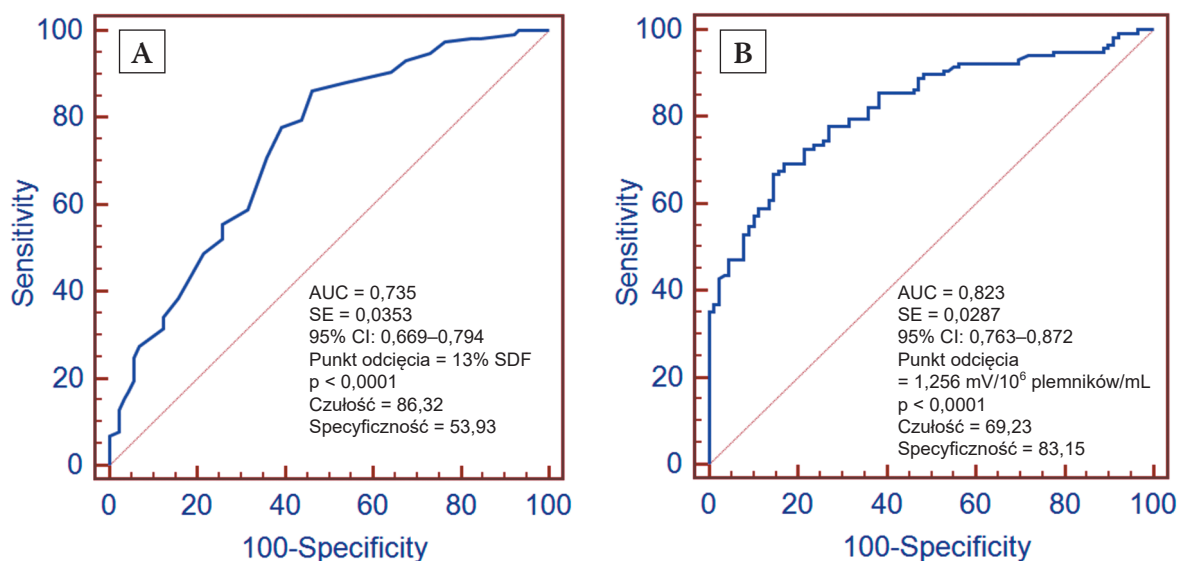 A
Sensitivity
100
80
60
40
20
0
AUC = 0,735
SE = 0,0353
95% CI: 0,669–0,794
Punkt odcięcia = 13% SDF
p < 0,0001
Czułość = 86,32
Specyficzność = 53,93
0 20 40 60 80 100
100-Specificity
B
Sensitivity
100
80
60
40
20
0
AUC = 0,823
SE = 0,0287
95% CI: 0,763–0,872
Punkt odcięcia
= 1,256 mV/10⁶ plemników/mL
p < 0,0001
Czułość = 69,23
Specyficzność = 83,15
0 20 40 60 80 100
100-Specificity